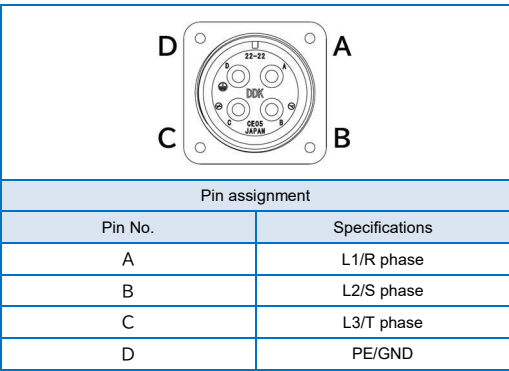 D A
22-22
D A
DDK
C B
CE05
JAPAN
C B
Pin assignment
Pin No. Specifications
A L1/R phase
B L2/S phase
C L3/T phase
D PE/GND